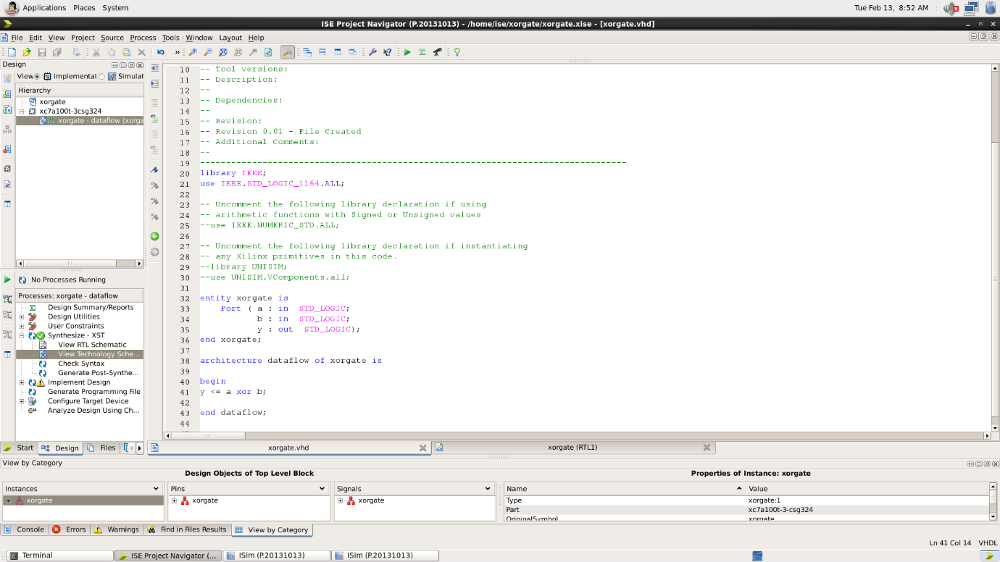 Applications Places System
Tue Feb 13, 8:52 AM
ISE Project Navigator (P.20131013) - /home/ise/xorgate/xorgate.xise - [xorgate.vhd]
File Edit View Project Source Process Tools Window Layout Help
Design
View Implementat Simulat
Hierarchy
xorgate
xc7a100t-3csg324
xorgate - dataflow (xorga
No Processes Running
Processes: xorgate - dataflow
Design Summary/Reports
Design Utilities
User Constraints
Synthesize - XST
View RTL Schematic
View Technology Sche...
Check Syntax
Generate Post-Synthe...
Implement Design
Generate Programming File
Configure Target Device
Analyze Design Using Ch...
Start Design Files
10 -- Tool versions:
11 -- Description:
12 --
13 -- Dependencies:
14 --
15 -- Revision:
16 -- Revision 0.01 - File Created
17 -- Additional Comments:
18 --
19 ----------------------------------------------------------------------------------
20 library IEEE;
21 use IEEE.STD_LOGIC_1164.ALL;
22
23 -- Uncomment the following library declaration if using
24 -- arithmetic functions with Signed or Unsigned values
25 --use IEEE.NUMERIC_STD.ALL;
26
27 -- Uncomment the following library declaration if instantiating
28 -- any Xilinx primitives in this code.
29 --library UNISIM;
30 --use UNISIM.VComponents.all;
31
32 entity xorgate is
33 Port ( a : in STD_LOGIC;
34 b : in STD_LOGIC;
35 y : out STD_LOGIC);
36 end xorgate;
37
38 architecture dataflow of xorgate is
39
40 begin
41 y <= a xor b;
42
43 end dataflow;
44
xorgate.vhd
xorgate (RTL1)
View by Category
Design Objects of Top Level Block
Properties of Instance: xorgate
Instances Pins Signals Name Value
xorgate xorgate xorgate Type xorgate:1
Part xc7a100t-3-csg324
OriginalSymbol xorgate
Console Errors Warnings Find in Files Results View by Category
Ln 41 Col 14 VHDL
Terminal
ISE Project Navigator (...
ISim (P.20131013)
ISim (P.20131013)